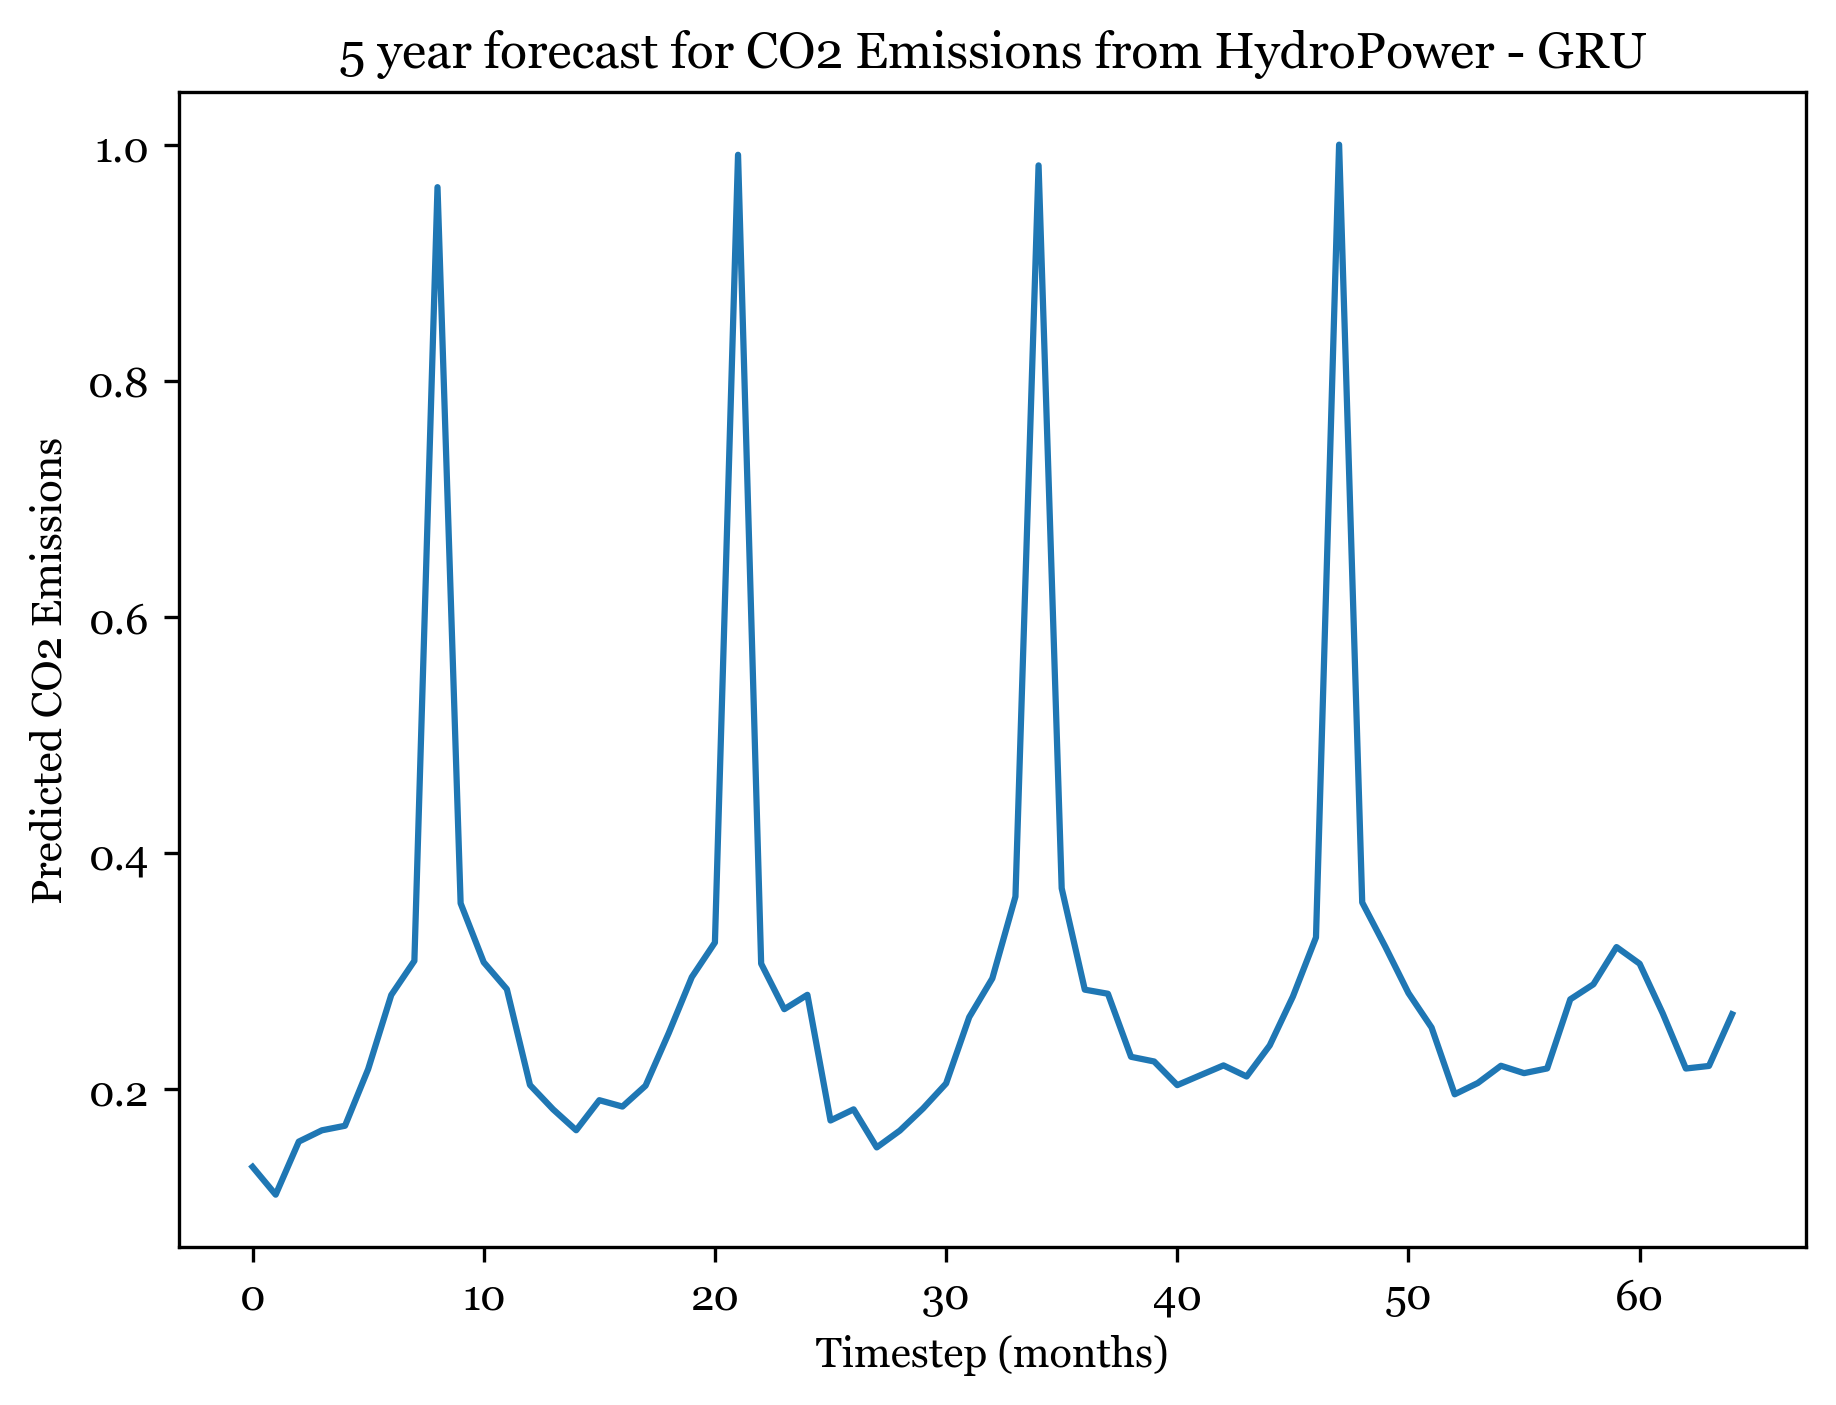 5 year forecast for CO2 Emissions from HydroPower - GRU
Predicted CO2 Emissions
1.0
0.8
0.6
0.4
0.2
0 10 20 30 40 50 60
Timestep (months)